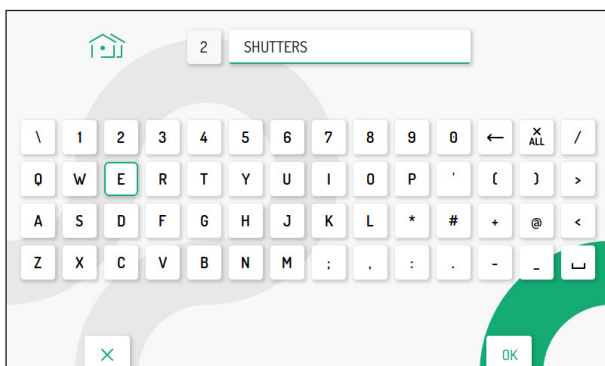 2 SHUTTERS
\ 1 2 3 4 5 6 7 8 9 0 ← X ALL /
Q W E R T Y U I O P ' ( ) >
A S D F G H J K L * # + @ <
Z X C V B N M ; , : . - _ ⌴
× OK